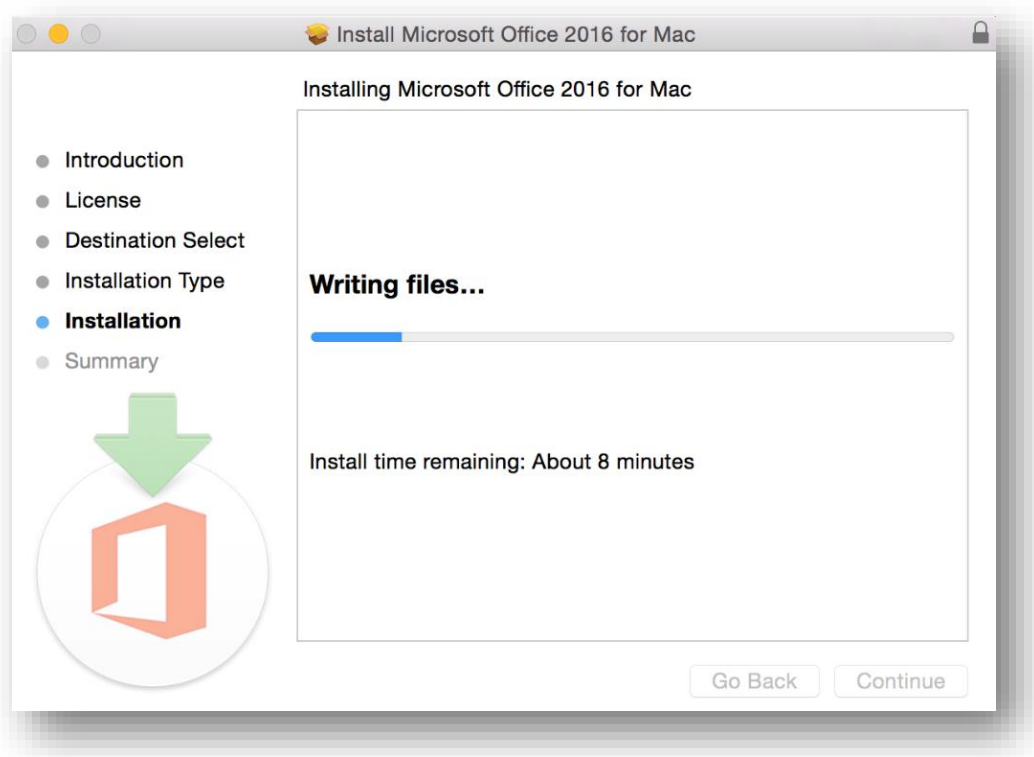 Install Microsoft Office 2016 for Mac
Installing Microsoft Office 2016 for Mac
Introduction
License
Destination Select
Installation Type
Installation
Summary
Writing files...
Install time remaining: About 8 minutes
Go Back
Continue